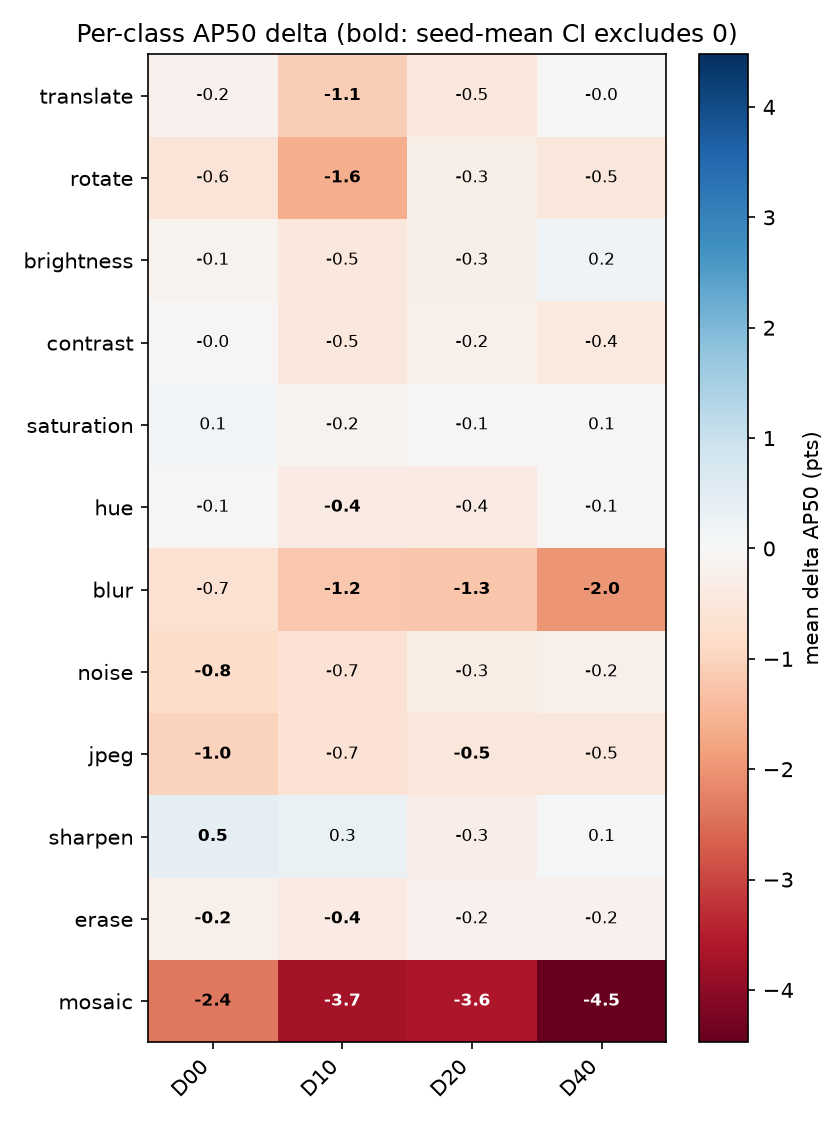 Per-class AP50 delta (bold: seed-mean CI excludes 0)
translate -0.2 -1.1 -0.5 -0.0
rotate -0.6 -1.6 -0.3 -0.5
brightness -0.1 -0.5 -0.3 0.2
contrast -0.0 -0.5 -0.2 -0.4
saturation 0.1 -0.2 -0.1 0.1
hue -0.1 -0.4 -0.4 -0.1
blur -0.7 -1.2 -1.3 -2.0
noise -0.8 -0.7 -0.3 -0.2
jpeg -1.0 -0.7 -0.5 -0.5
sharpen 0.5 0.3 -0.3 0.1
erase -0.2 -0.4 -0.2 -0.2
mosaic -2.4 -3.7 -3.6 -4.5
D00 D10 D20 D40
4
3
2
1
0
−1
−2
−3
−4
mean delta AP50 (pts)